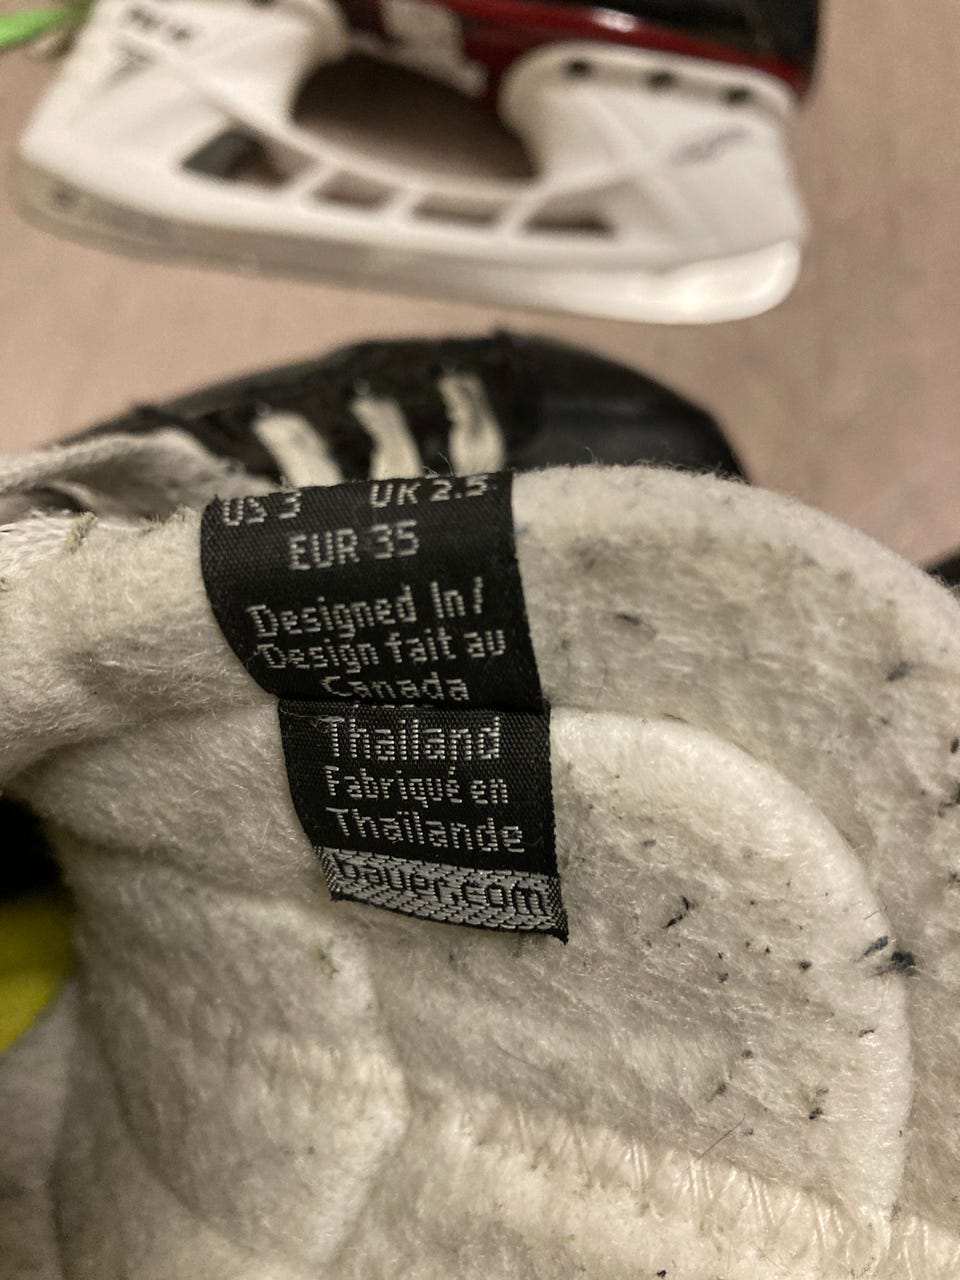 US 3 UK 2.5
EUR 35
Designed In/
Design fait au
Canada
Thailand
Fabriqué en
Thaïlande
bauer.com